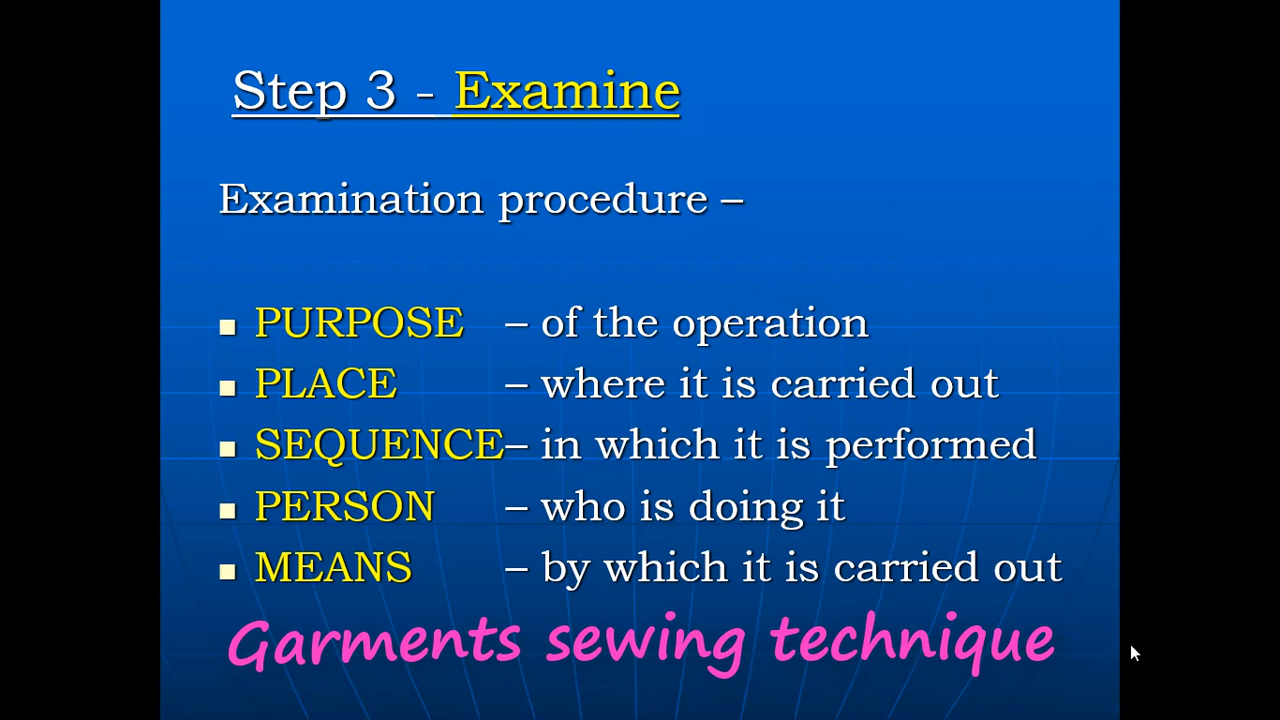 Step 3 - Examine
Examination procedure –
■ PURPOSE – of the operation
■ PLACE – where it is carried out
■ SEQUENCE– in which it is performed
■ PERSON – who is doing it
■ MEANS – by which it is carried out
Garments sewing technique